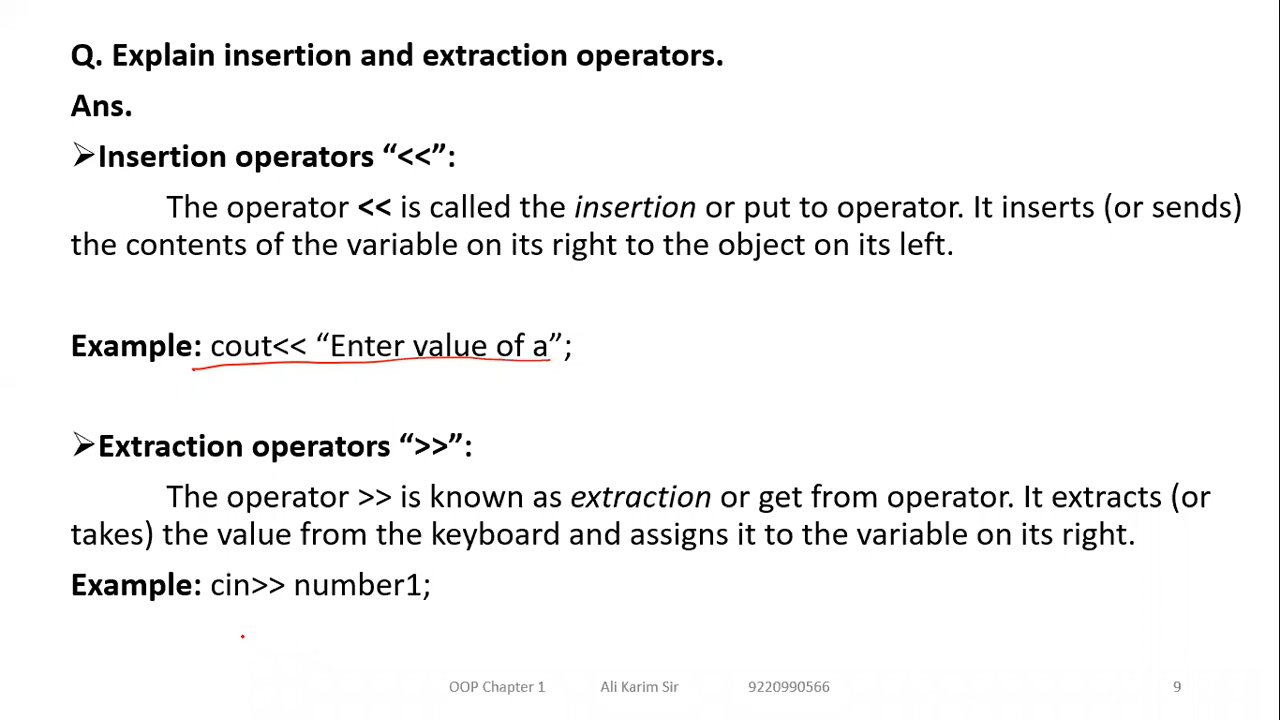 Q. Explain insertion and extraction operators.
Ans.
➢Insertion operators “<<”:
The operator << is called the insertion or put to operator. It inserts (or sends)
the contents of the variable on its right to the object on its left.
Example: cout<< “Enter value of a”;
➢Extraction operators “>>”:
The operator >> is known as extraction or get from operator. It extracts (or
takes) the value from the keyboard and assigns it to the variable on its right.
Example: cin>> number1;
OOP Chapter 1 Ali Karim Sir 9220990566 9